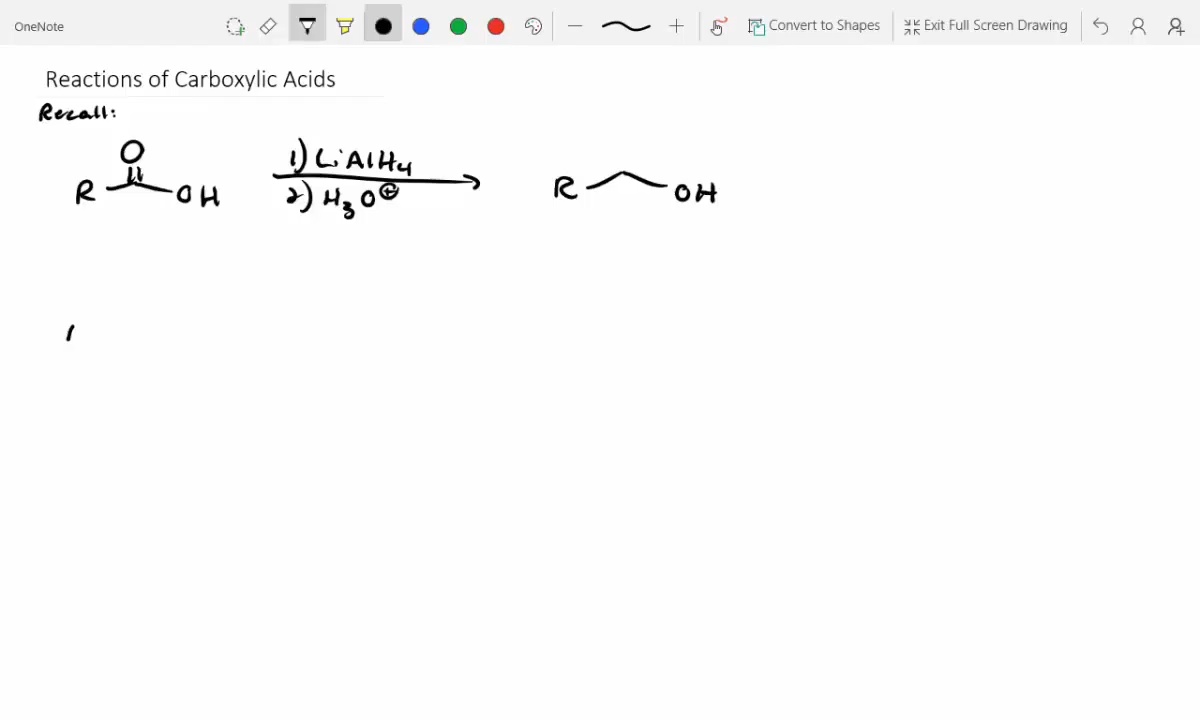 OneNote
Convert to Shapes
Exit Full Screen Drawing
Reactions of Carboxylic Acids
Recall:
O
R OH
1) LiAlH4
2) H3O⊕
R OH